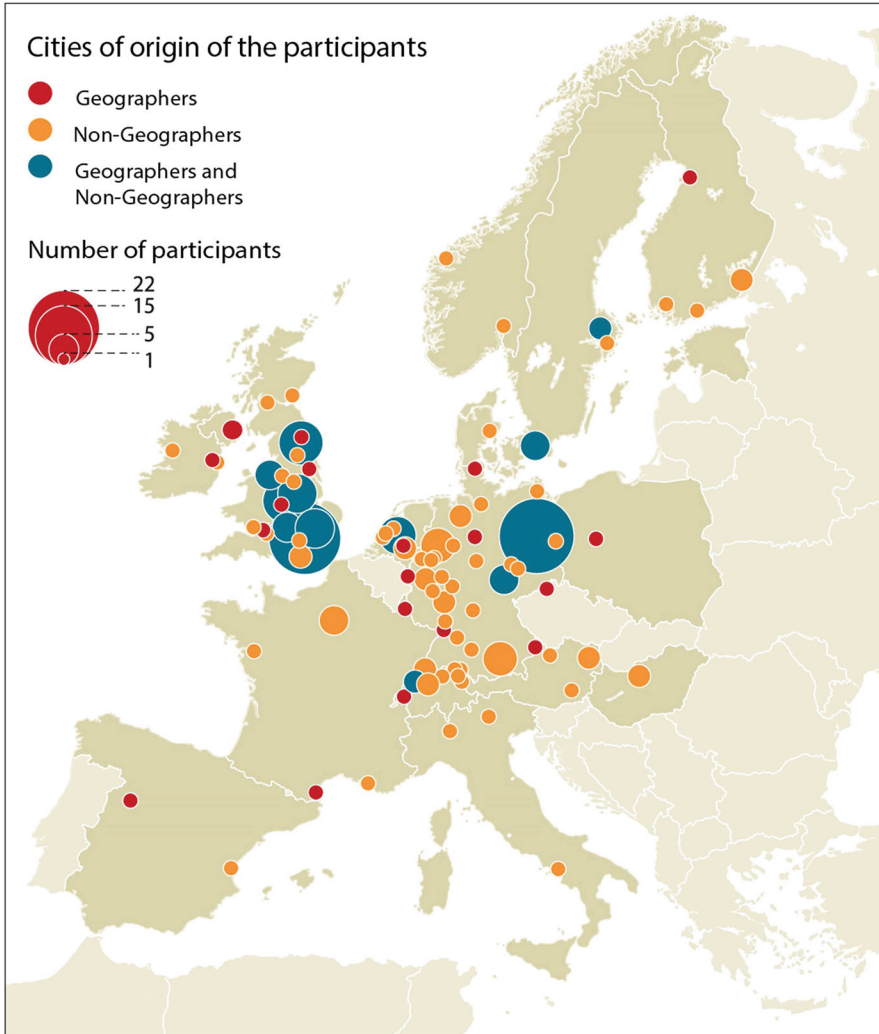 Cities of origin of the participants
Geographers
Non-Geographers
Geographers and
Non-Geographers
Number of participants
22
15
5
1